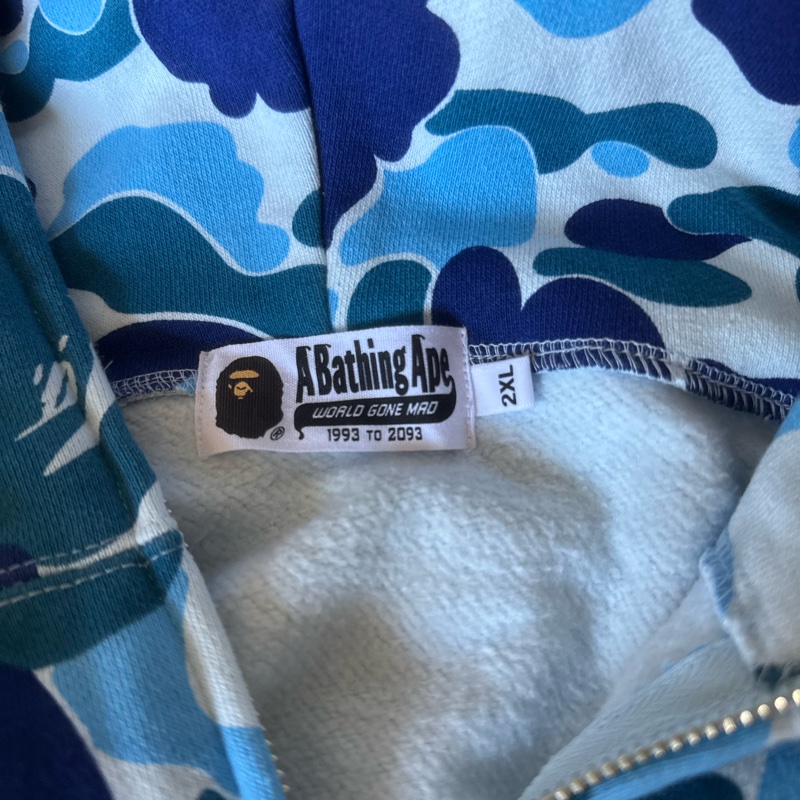 A Bathing Ape
WORLD GONE MAD
1993 TO 2093
®
2XL